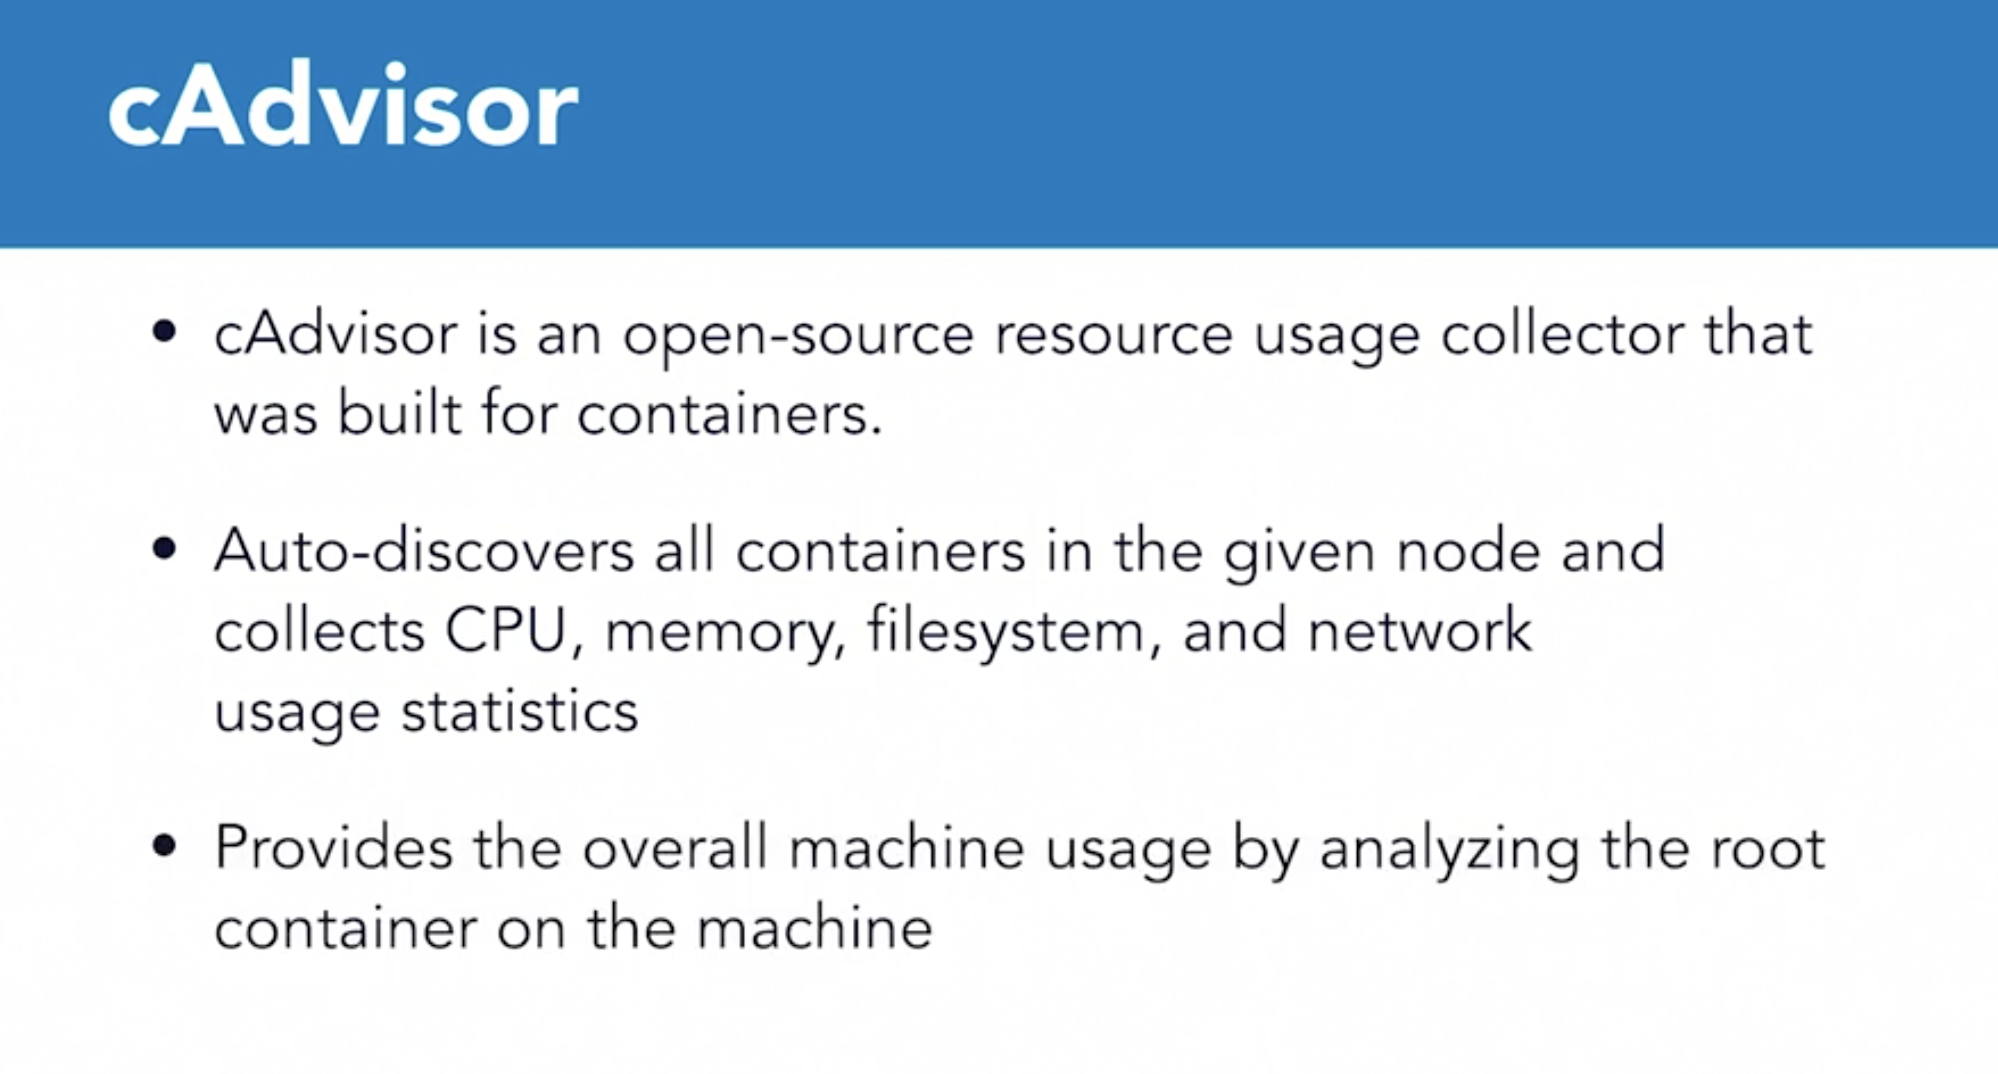 cAdvisor
• cAdvisor is an open-source resource usage collector that
was built for containers.
• Auto-discovers all containers in the given node and
collects CPU, memory, filesystem, and network
usage statistics
• Provides the overall machine usage by analyzing the root
container on the machine